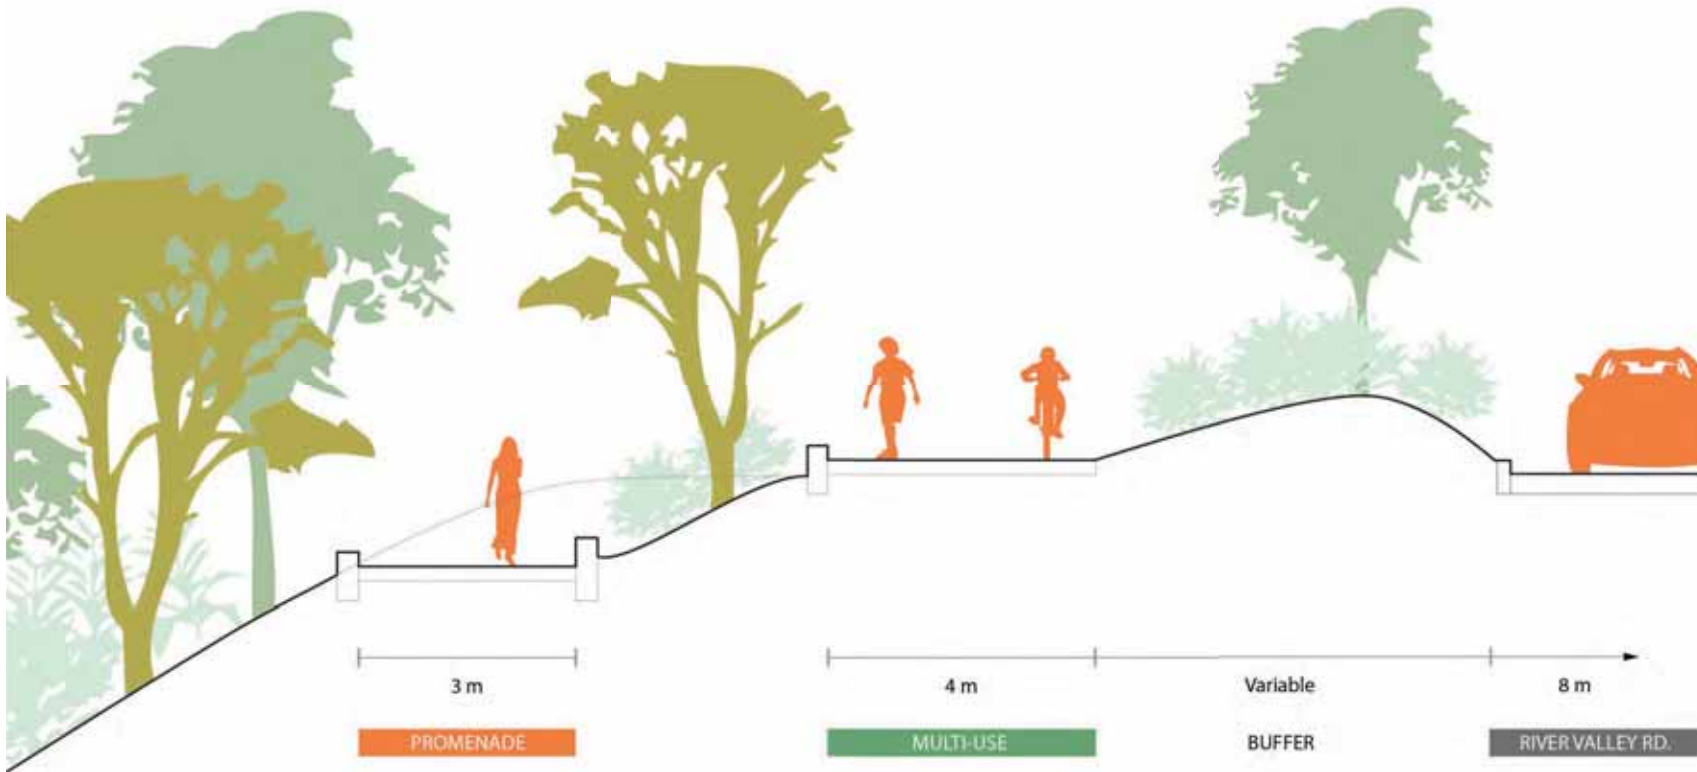 3 m
4 m
Variable
8 m
PROMENADE
MULTI-USE
BUFFER
RIVER VALLEY RD.